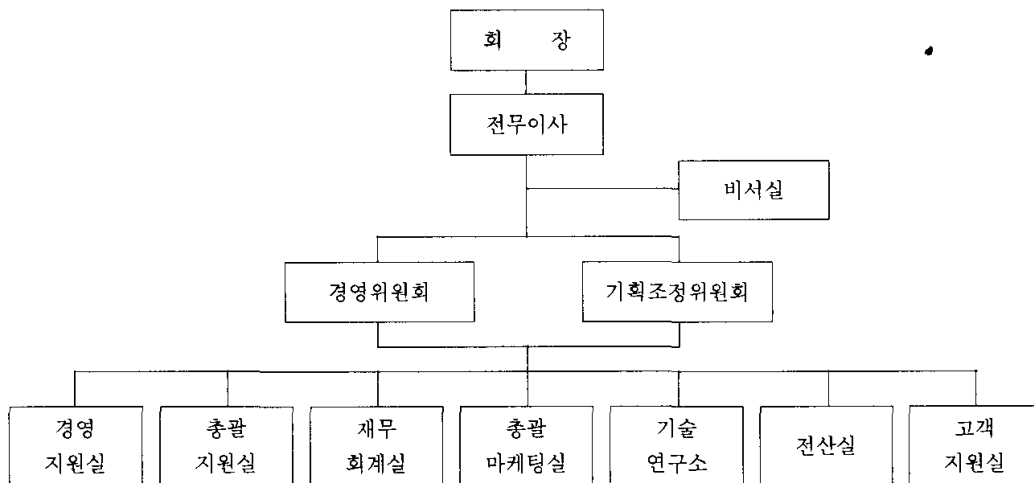 회 장
전무이사
비서실
경영위원회 기획조정위원회
경영 총괄 재무 총괄 기술 전산실 고객
지원실 지원실 회계실 마케팅실 연구소 지원실